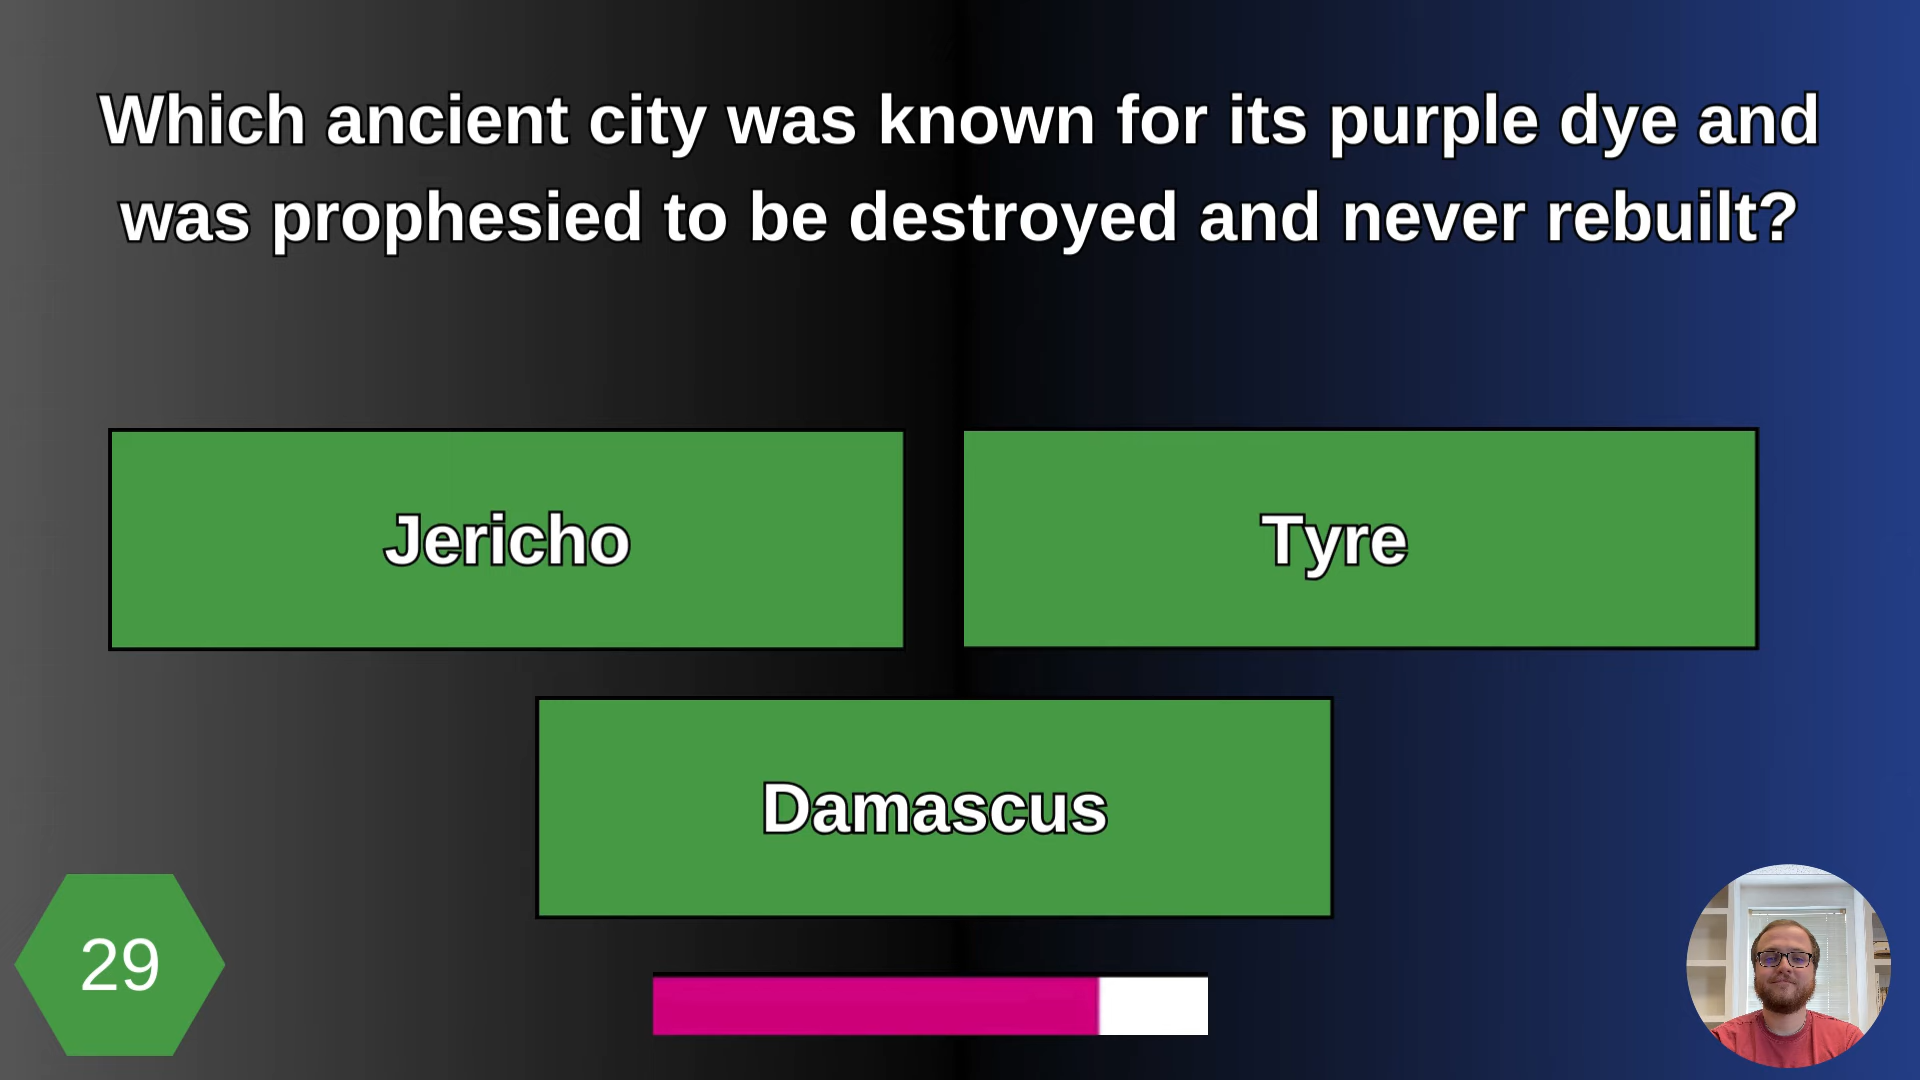 Which ancient city was known for its purple dye and
was prophesied to be destroyed and never rebuilt?
Jericho
Tyre
Damascus
29